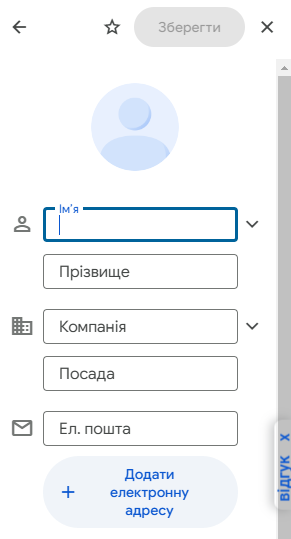 Зберегти
Ім'я
Прізвище
Компанія
Посада
Ел. пошта
Додати
електронну
адресу
відгук x